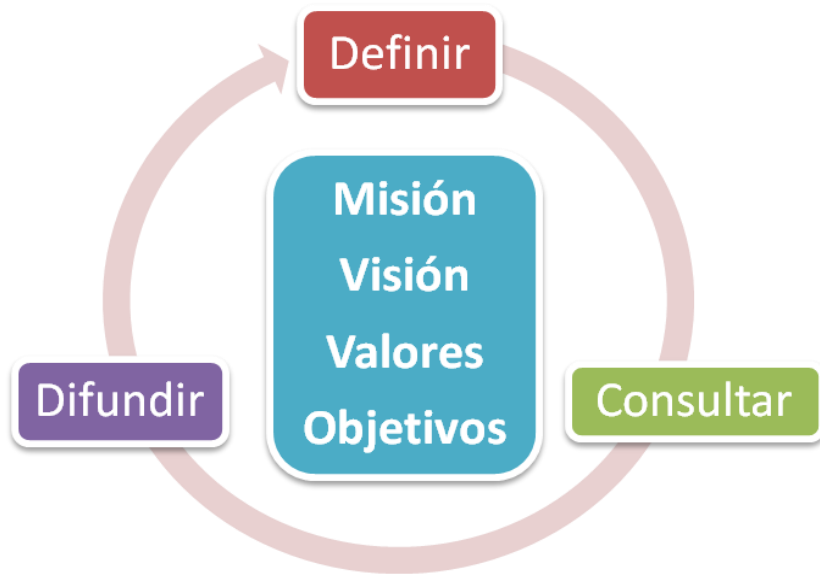 Definir
Misión
Visión
Valores
Objetivos
Difundir
Consultar